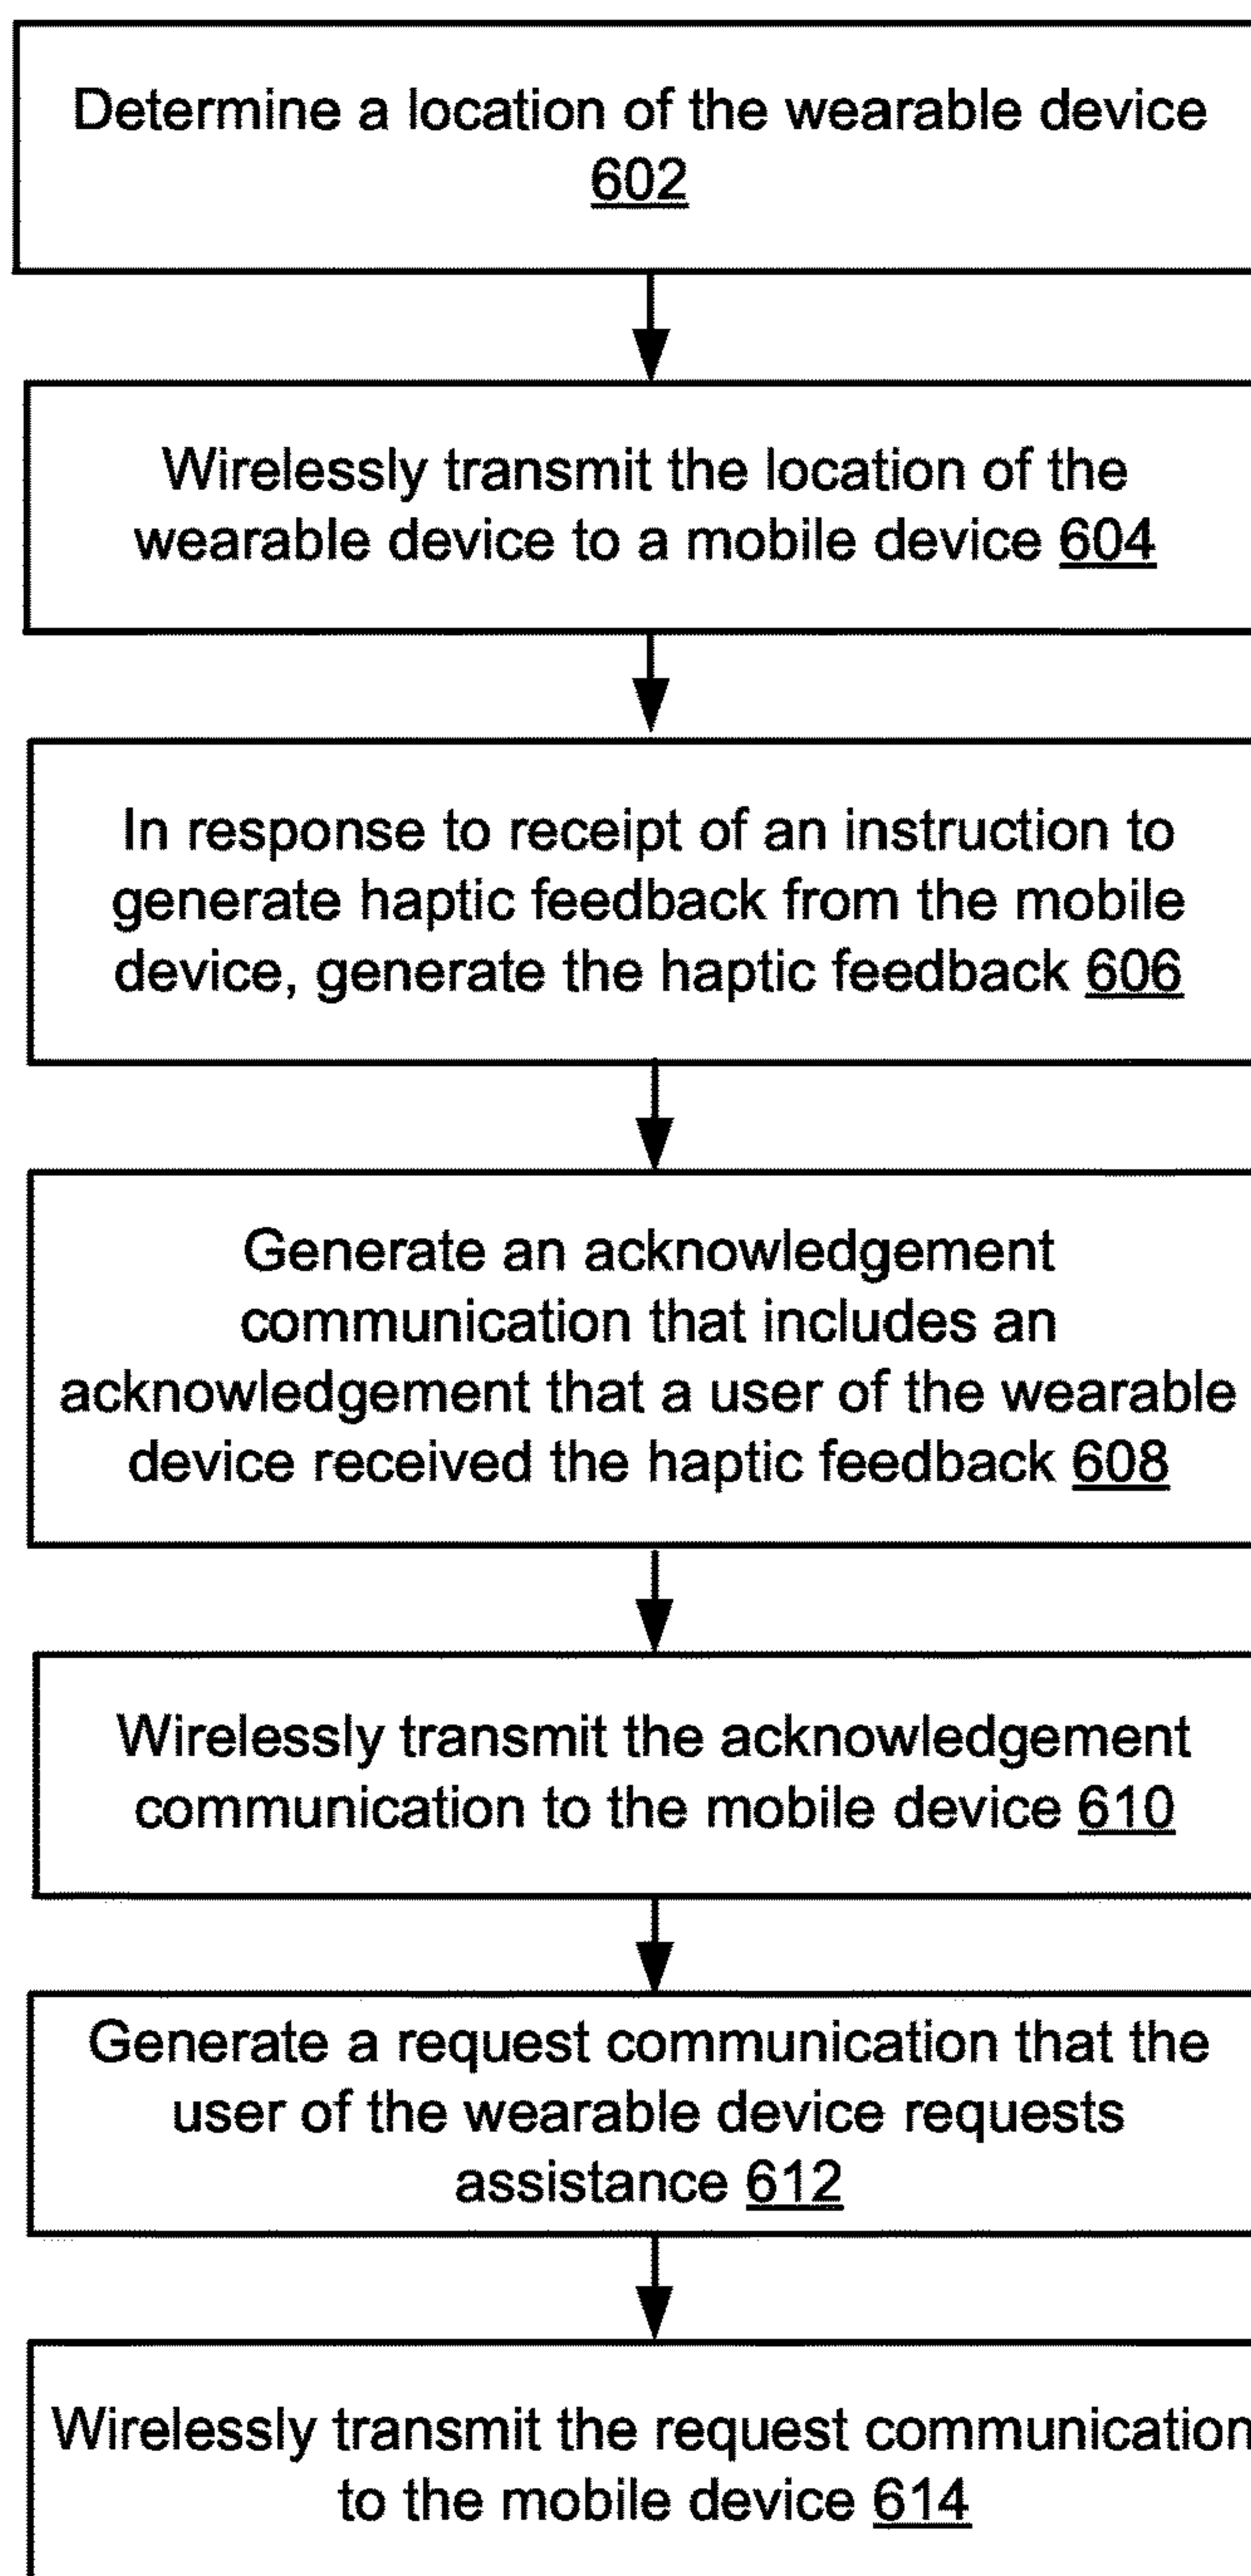 Determine a location of the wearable device
602
Wirelessly transmit the location of the
wearable device to a mobile device 604
In response to receipt of an instruction to
generate haptic feedback from the mobile
device, generate the haptic feedback 606
Generate an acknowledgement
communication that includes an
acknowledgement that a user of the wearable
device received the haptic feedback 608
Wirelessly transmit the acknowledgement
communication to the mobile device 610
Generate a request communication that the
user of the wearable device requests
assistance 612
Wirelessly transmit the request communication
to the mobile device 614